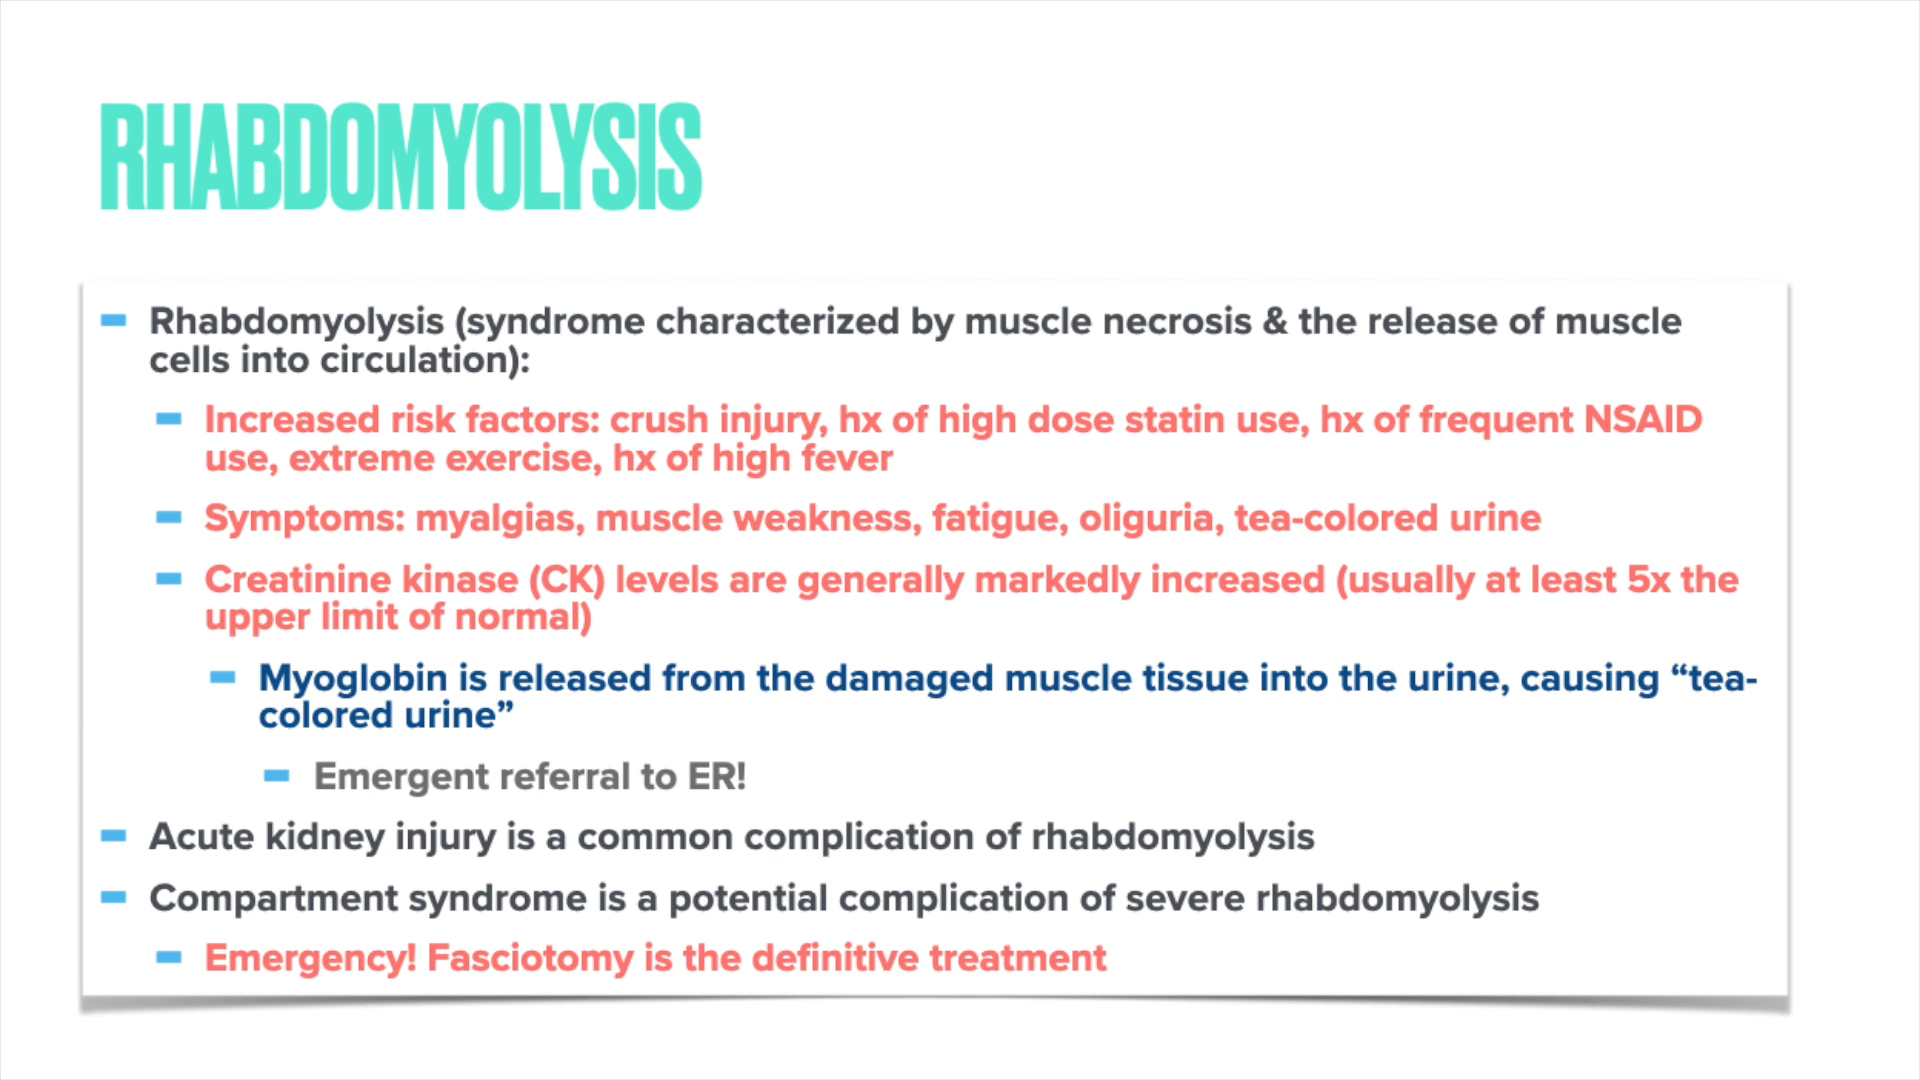 RHABDOMYOLYSIS
Rhabdomyolysis (syndrome characterized by muscle necrosis & the release of muscle
cells into circulation):
Increased risk factors: crush injury, hx of high dose statin use, hx of frequent NSAID
use, extreme exercise, hx of high fever
Symptoms: myalgias, muscle weakness, fatigue, oliguria, tea-colored urine
Creatinine kinase (CK) levels are generally markedly increased (usually at least 5x the
upper limit of normal)
Myoglobin is released from the damaged muscle tissue into the urine, causing “tea-
colored urine”
Emergent referral to ER!
Acute kidney injury is a common complication of rhabdomyolysis
Compartment syndrome is a potential complication of severe rhabdomyolysis
Emergency! Fasciotomy is the definitive treatment